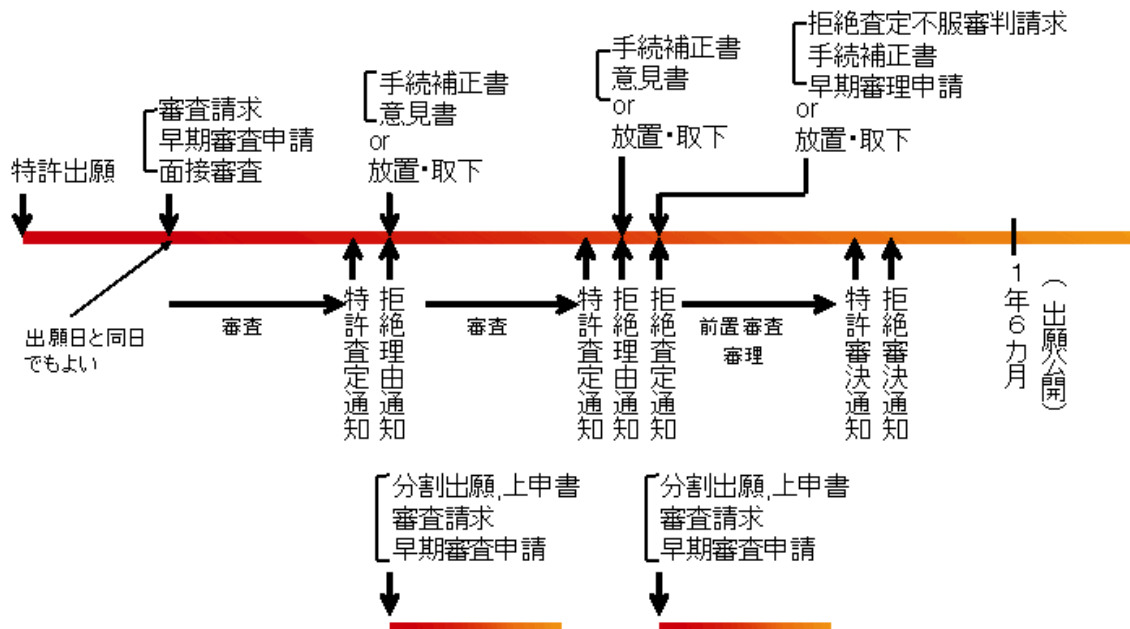 特許出願
審査請求
早期審査申請
面接審査
手続補正書
意見書
or
放置・取下
手続補正書
意見書
or
放置・取下
拒絶査定不服審判請求
手続補正書
早期審理申請
or
放置・取下
出願日と同日
でもよい
審査
特許査定通知
拒絶理由通知
審査
特許査定通知
拒絶理由通知
拒絶査定通知
前置審査
審理
特許審決通知
拒絶審決通知
1年6カ月
(出願公開)
分割出願,上申書
審査請求
早期審査申請
分割出願,上申書
審査請求
早期審査申請